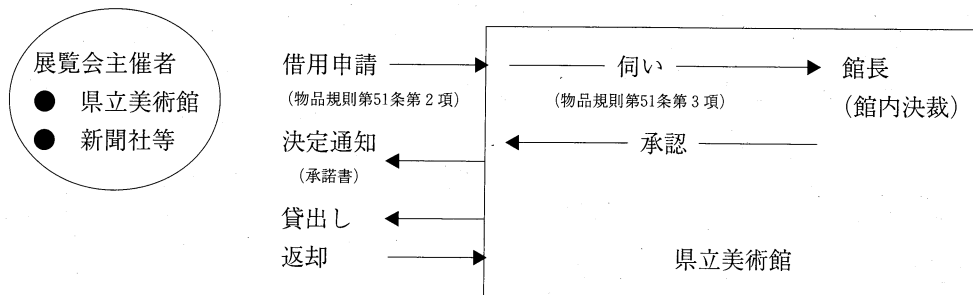 展覧会主催者
● 県立美術館
● 新聞社等
借用申請
(物品規則第51条第2項)
伺い
(物品規則第51条第3項)
館長
(館内決裁)
決定通知
(承諾書)
承認
貸出し
返却
県立美術館